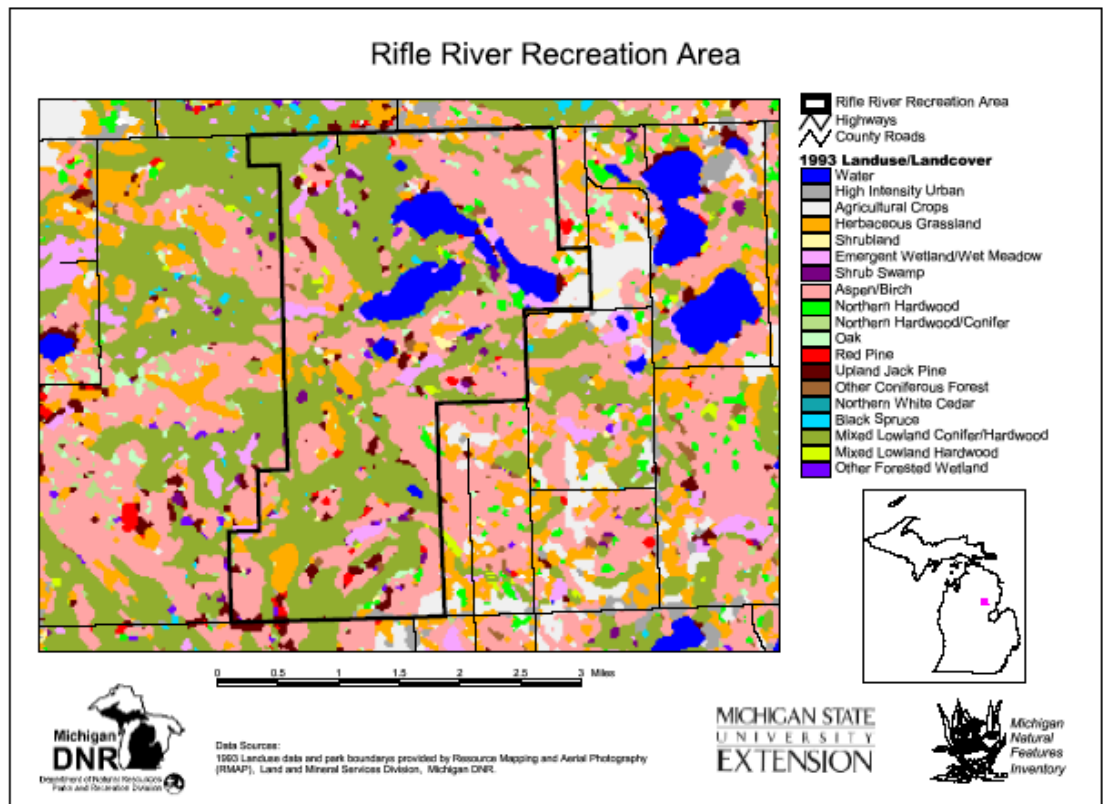 Rifle River Recreation Area
Rifle River Recreation Area
Highways
County Roads
1993 Landuse/Landcover
Water
High Intensity Urban
Agricultural Crops
Herbaceous Grassland
Shrubland
Emergent Wetland/Wet Meadow
Shrub Swamp
Aspen/Birch
Northern Hardwood
Northern Hardwood/Conifer
Oak
Red Pine
Upland Jack Pine
Other Coniferous Forest
Northern White Cedar
Black Spruce
Mixed Lowland Conifer/Hardwood
Mixed Lowland Hardwood
Other Forested Wetland
0 0.5 1 1.5 2 2.5 3 Miles
Michigan
DNR
Department of Natural Resources
Parks and Recreation Division
Data Sources:
1993 Landuse data and park boundarys provided by Resource Mapping and Aerial Photography
(RMAP), Land and Mineral Services Division, Michigan DNR.
MICHIGAN STATE
UNIVERSITY
EXTENSION
Michigan
Natural
Features
Inventory